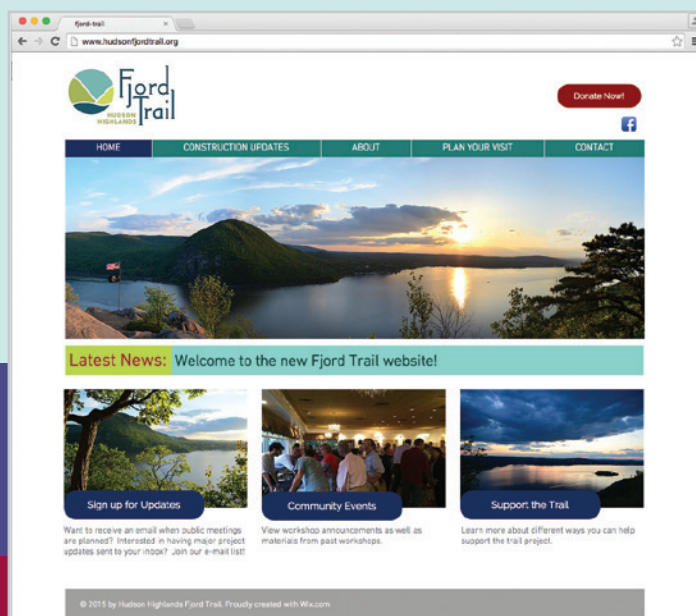 fjord-trail
www.hudsonfjordtrail.org
Fjord
Trail
HUDSON
HIGHLANDS
Donate Now!
HOME CONSTRUCTION UPDATES ABOUT PLAN YOUR VISIT CONTACT
Latest News: Welcome to the new Fjord Trail website!
Sign up for Updates
Want to receive an email when public meetings
are planned? Interested in having major project
updates sent to your inbox? Join our e-mail list!
Community Events
View workshop announcements as well as
materials from past workshops.
Support the Trail
Learn more about different ways you can help
support the trail project.
© 2015 by Hudson Highlands Fjord Trail. Proudly created with Wix.com